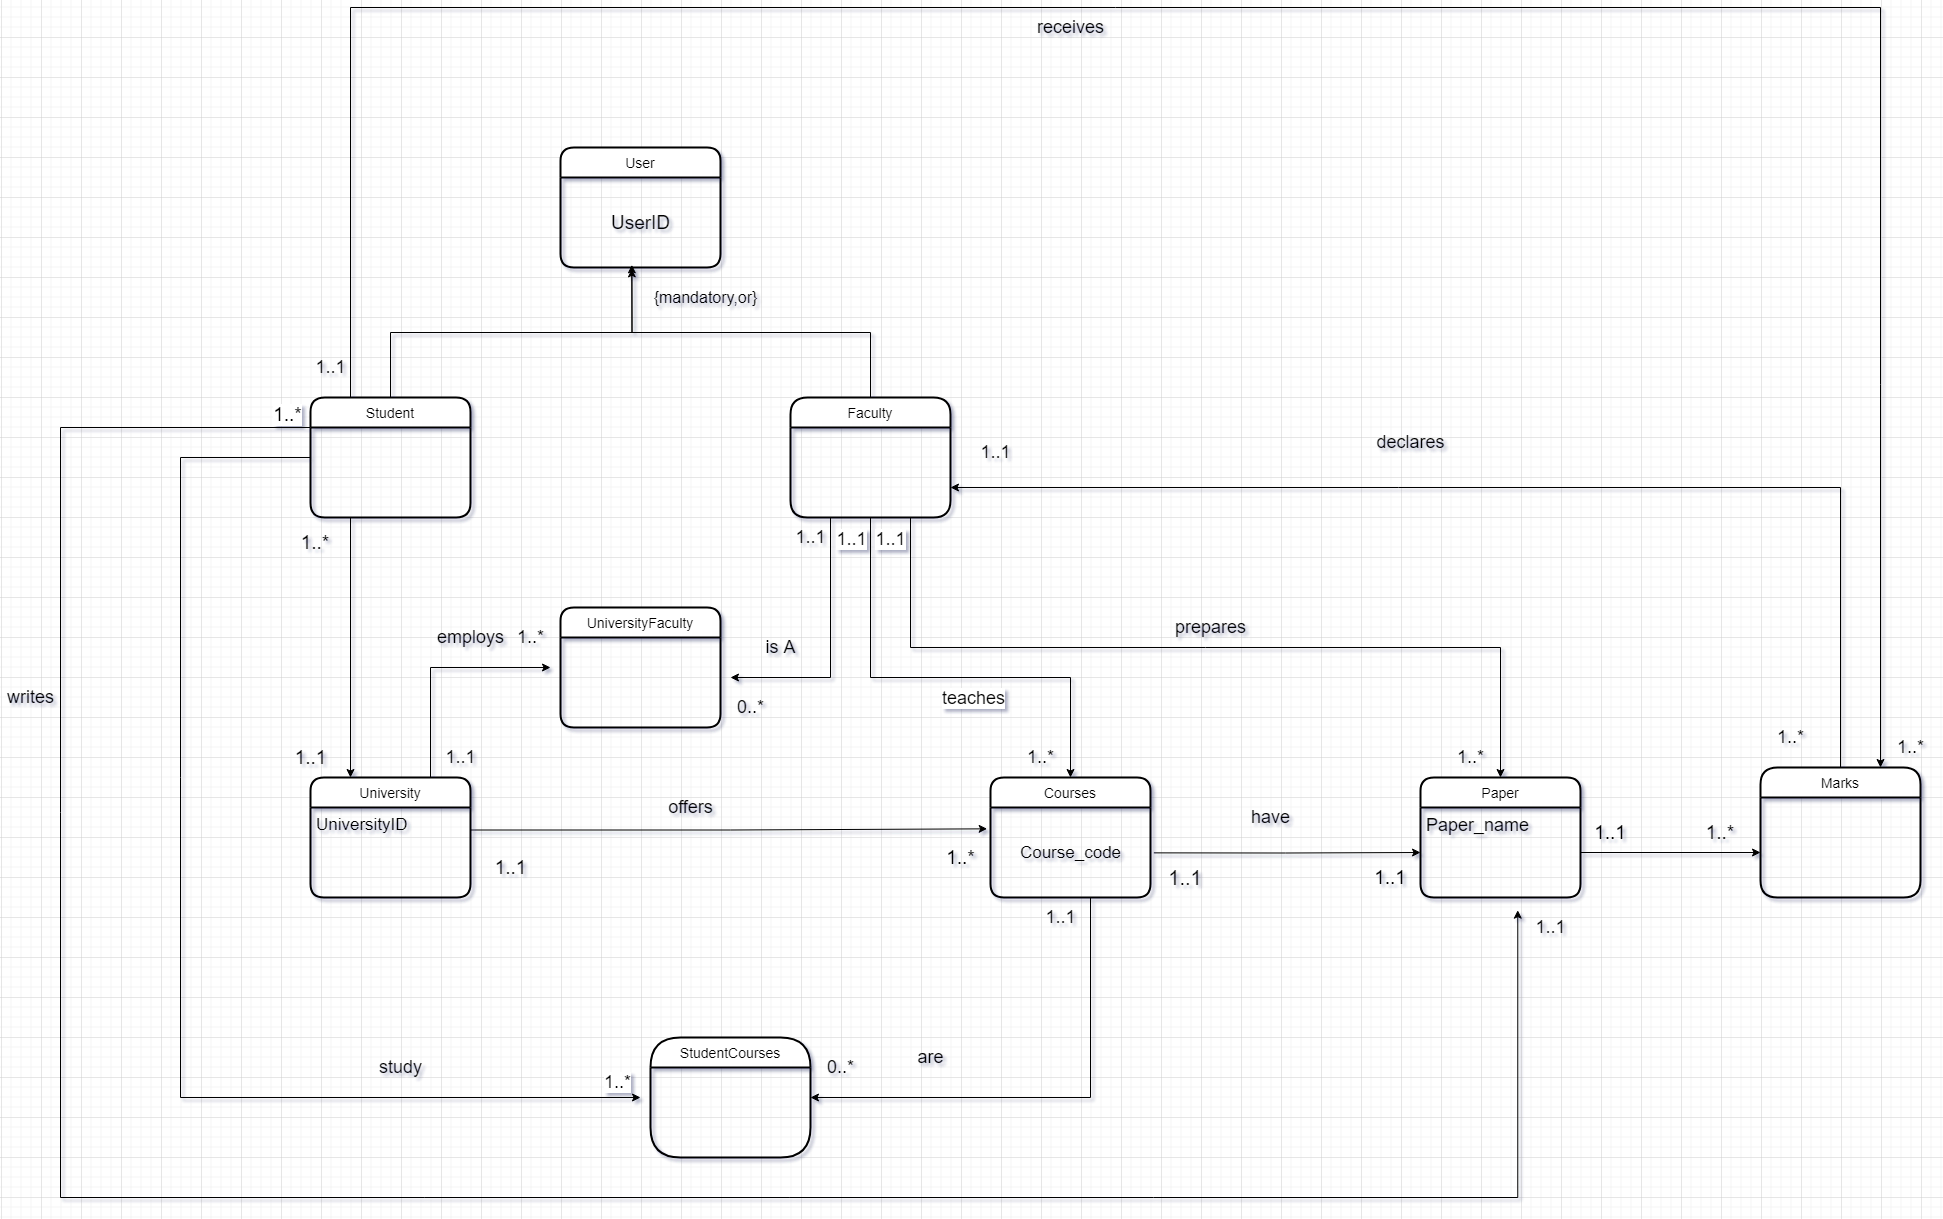 receives
User
UserID
{mandatory,or}
1..1
1..*
Student
Faculty
1..1
declares
1..*
1..1
1..1
1..1
employs
1..*
UniversityFaculty
is A
prepares
writes
0..*
teaches
1..1
1..1
1..*
1..*
1..*
1..*
University
UniversityID
offers
1..1
1..*
Courses
Course_code
have
1..1
1..1
Paper
Paper_name
1..1
1..*
Marks
1..1
1..1
study
1..*
StudentCourses
0..*
are